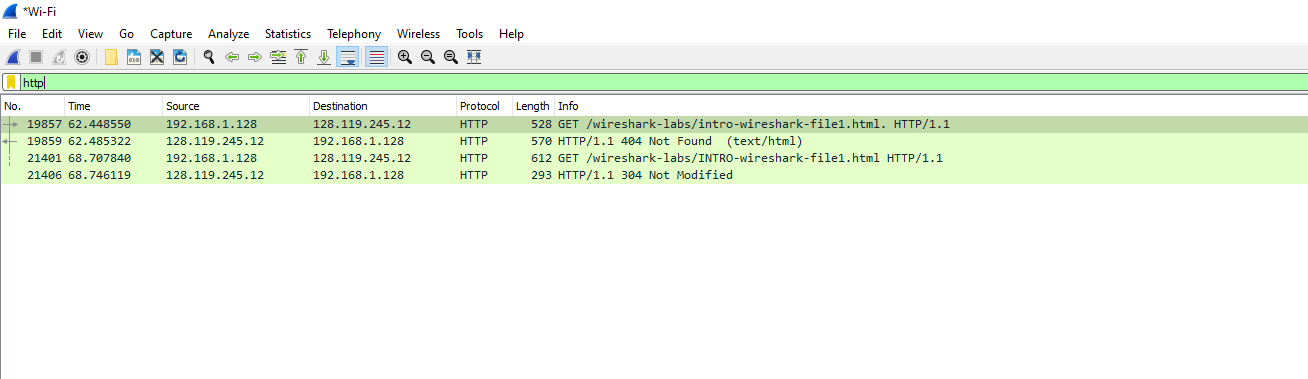 *Wi-Fi
File Edit View Go Capture Analyze Statistics Telephony Wireless Tools Help
http
No. Time Source Destination Protocol Length Info
19857 62.448550 192.168.1.128 128.119.245.12 HTTP 528 GET /wireshark-labs/intro-wireshark-file1.html. HTTP/1.1
19859 62.485322 128.119.245.12 192.168.1.128 HTTP 570 HTTP/1.1 404 Not Found (text/html)
21401 68.707840 192.168.1.128 128.119.245.12 HTTP 612 GET /wireshark-labs/INTRO-wireshark-file1.html HTTP/1.1
21406 68.746119 128.119.245.12 192.168.1.128 HTTP 293 HTTP/1.1 304 Not Modified